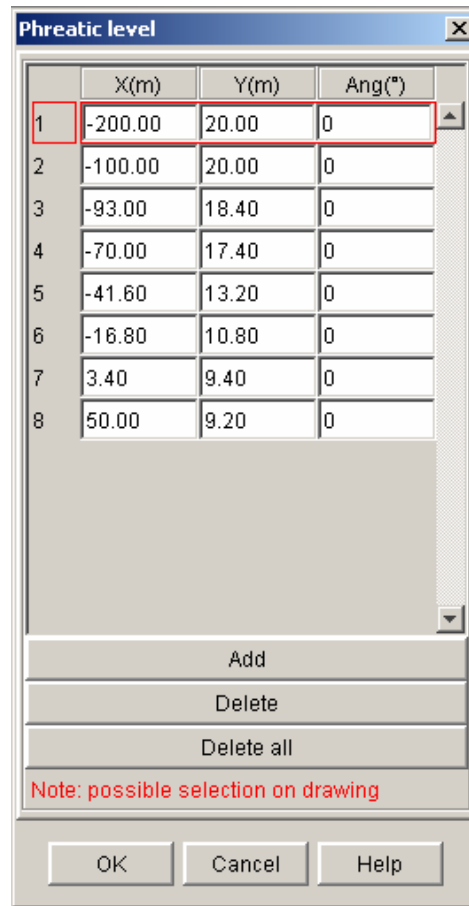 Phreatic level
X(m) Y(m) Ang(°)
1 -200.00 20.00 0
2 -100.00 20.00 0
3 -93.00 18.40 0
4 -70.00 17.40 0
5 -41.60 13.20 0
6 -16.80 10.80 0
7 3.40 9.40 0
8 50.00 9.20 0
Add
Delete
Delete all
Note: possible selection on drawing
OK Cancel Help